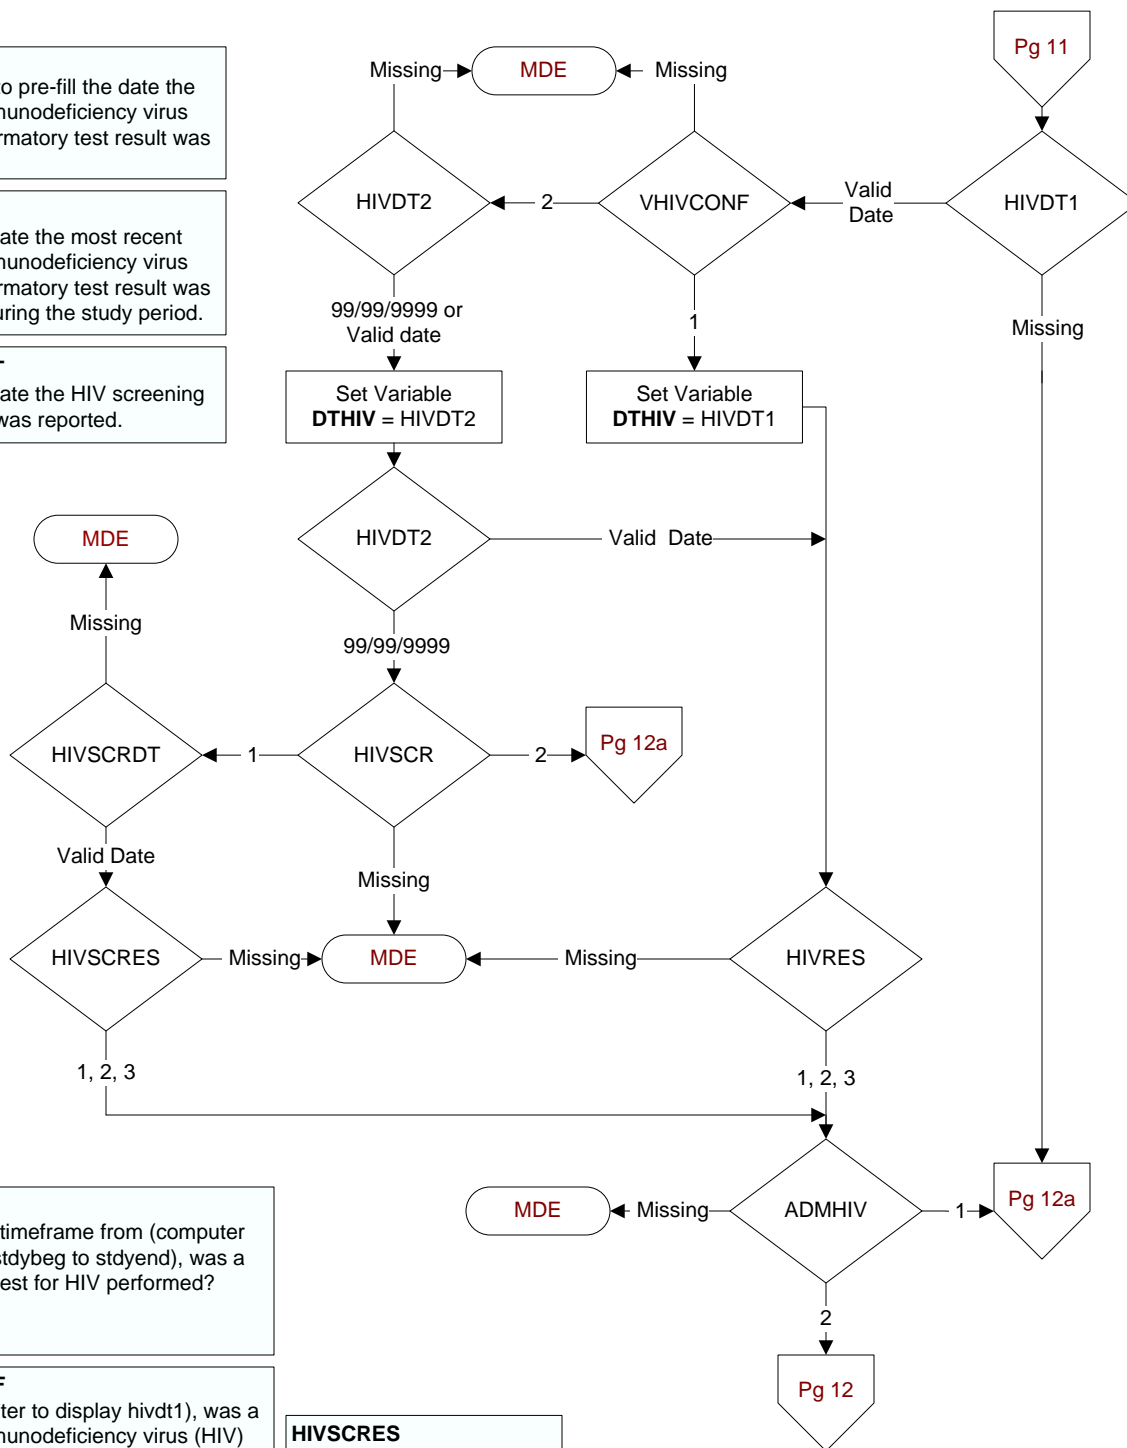 Pg 11
o pre-fill the date the
unodeficiency virus
rmatory test result was
Missing
MDE
Missing
HIVDT2
2
VHIVCONF
Valid
Date
HIVDT1
ate the most recent
unodeficiency virus
rmatory test result was
uring the study period.
99/99/9999 or
Valid date
1
Missing
ate the HIV screening
was reported.
Set Variable
DTHIV = HIVDT2
Set Variable
DTHIV = HIVDT1
MDE
HIVDT2
Valid Date
Missing
99/99/9999
HIVSCRDT
1
HIVSCR
2
Pg 12a
Valid Date
Missing
HIVSCRES
Missing
MDE
Missing
HIVRES
1, 2, 3
1, 2, 3
timeframe from (computer
stdybeg to stdyend), was a
est for HIV performed?
MDE
Missing
ADMHIV
1
Pg 12a
2
Pg 12
F
ter to display hivdt1), was a
unodeficiency virus (HIV)
HIVSCRES